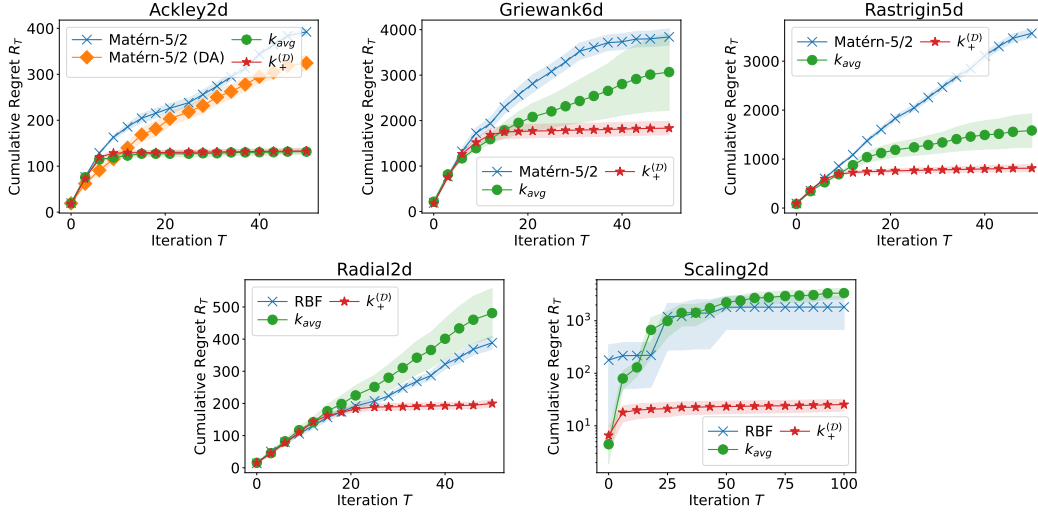 Ackley2d
Cumulative Regret R_T
400
300
200
100
0
Matérn-5/2
Matérn-5/2 (DA)
k_avg
k_+^(D)
0
20
40
Iteration T
Griewank6d
Cumulative Regret R_T
4000
3000
2000
1000
0
Matérn-5/2
k_avg
k_+^(D)
0
20
40
Iteration T
Rastrigin5d
Cumulative Regret R_T
3000
2000
1000
0
Matérn-5/2
k_avg
k_+^(D)
0
20
40
Iteration T
Radial2d
Cumulative Regret R_T
500
400
300
200
100
0
RBF
k_avg
k_+^(D)
0
20
40
Iteration T
Scaling2d
Cumulative Regret R_T
10^3
10^2
10^1
RBF
k_avg
k_+^(D)
0
25
50
75
100
Iteration T